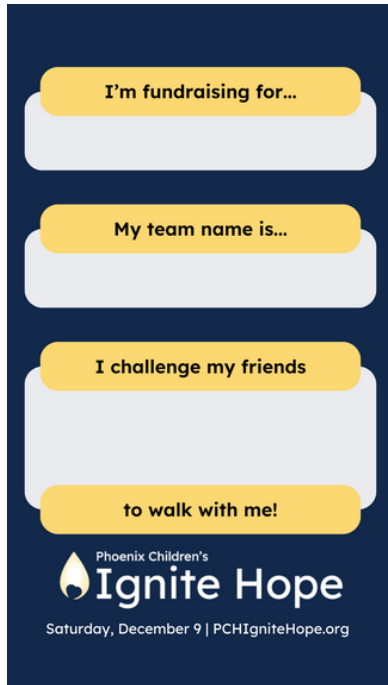 I’m fundraising for...
My team name is...
I challenge my friends
to walk with me!
Phoenix Children’s
Ignite Hope
Saturday, December 9 | PCHIgniteHope.org